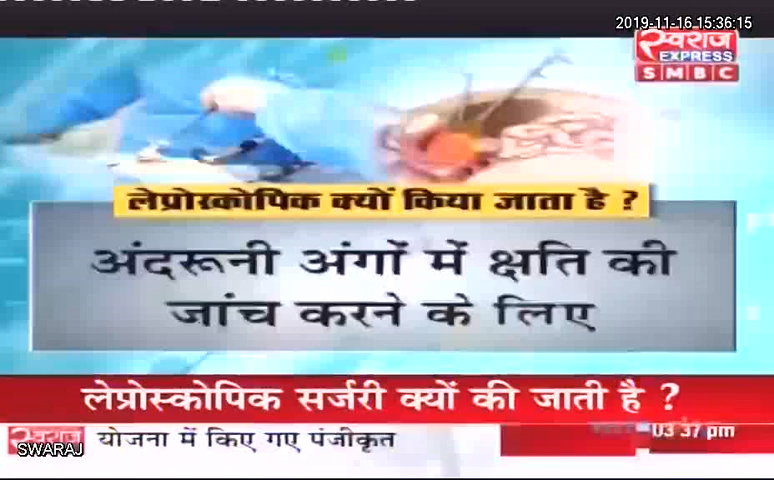 2019-11-16 15:36:15
स्वराज
EXPRESS
SMBC
लेप्रोस्कोपिक क्यों किया जाता है ?
अंदरूनी अंगों में क्षति की
जांच करने के लिए
लेप्रोस्कोपिक सर्जरी क्यों की जाती है ?
स्वराज
SWARAJ
योजना में किए गए पंजीकृत
03:37 pm